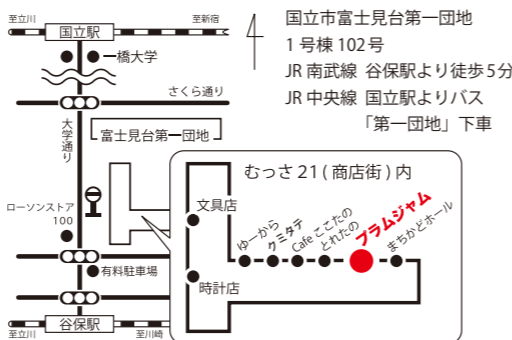 至立川
国立駅
至新宿
一橋大学
さくら通り
大学通り
富士見台第一団地
ローソンストア
100
有料駐車場
谷保駅
至立川
至川崎
国立市富士見台第一団地
1号棟 102号
JR 南武線 谷保駅より徒歩5分
JR 中央線 国立駅よりバス
「第一団地」下車
むっさ21(商店街)内
文具店
時計店
ゆーから
クミタテ
Cafe ここたの
とれたの
プラムジャム
まちかどホール